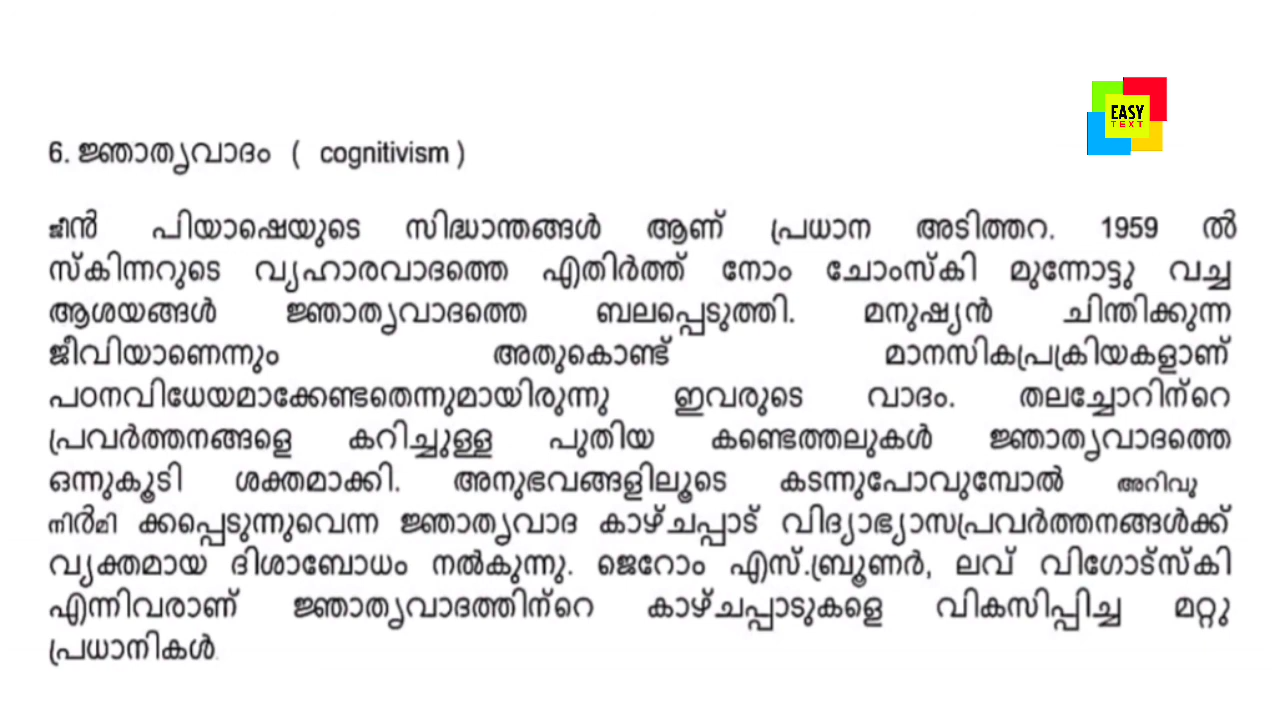 EASY
TEXT
6. ജ്ഞാതൃവാദം ( cognitivism )
ജീൻ പിയാഷെയുടെ സിദ്ധാന്തങ്ങൾ ആണ് പ്രധാന അടിത്തറ. 1959 ൽ
സ്കിന്നറുടെ വ്യഹാരവാദത്തെ എതിർത്ത് നോം ചോംസ്കി മുന്നോട്ടു വച്ച
ആശയങ്ങൾ ജ്ഞാതൃവാദത്തെ ബലപ്പെടുത്തി. മനുഷ്യൻ ചിന്തിക്കുന്ന
ജീവിയാണെന്നും അതുകൊണ്ട് മാനസികപ്രക്രിയകളാണ്
പഠനവിധേയമാക്കേണ്ടതെന്നുമായിരുന്നു ഇവരുടെ വാദം. തലച്ചോറിന്റെ
പ്രവർത്തനങ്ങളെ കുറിച്ചുള്ള പുതിയ കണ്ടെത്തലുകൾ ജ്ഞാതൃവാദത്തെ
ഒന്നുകൂടി ശക്തമാക്കി. അനുഭവങ്ങളിലൂടെ കടന്നുപോവുമ്പോൽ അറിവു
നിർമി ക്കപ്പെടുന്നുവെന്ന ജ്ഞാതൃവാദ കാഴ്ചപ്പാട് വിദ്യാഭ്യാസപ്രവർത്തനങ്ങൾക്ക്
വ്യക്തമായ ദിശാബോധം നൽകുന്നു. ജെറോം എസ്.ബ്രൂണർ, ലവ് വിഗോട്സ്കി
എന്നിവരാണ് ജ്ഞാതൃവാദത്തിന്റെ കാഴ്ചപ്പാടുകളെ വികസിപ്പിച്ച മറ്റു
പ്രധാനികൾ.